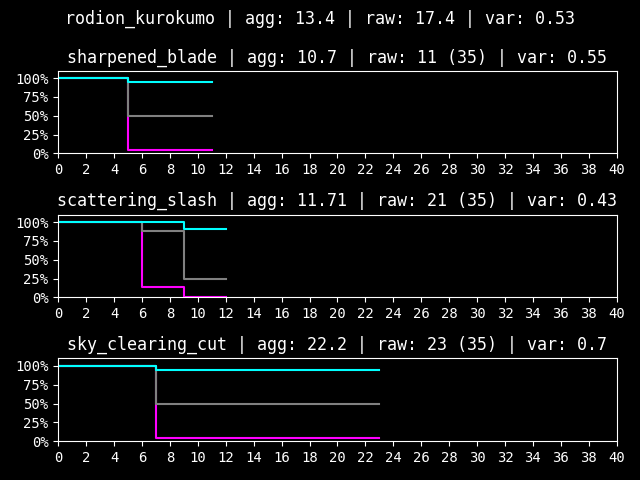 rodion_kurokumo | agg: 13.4 | raw: 17.4 | var: 0.53
sharpened_blade | agg: 10.7 | raw: 11 (35) | var: 0.55
100%
75%
50%
25%
0%
0 2 4 6 8 10 12 14 16 18 20 22 24 26 28 30 32 34 36 38 40
scattering_slash | agg: 11.71 | raw: 21 (35) | var: 0.43
100%
75%
50%
25%
0%
0 2 4 6 8 10 12 14 16 18 20 22 24 26 28 30 32 34 36 38 40
sky_clearing_cut | agg: 22.2 | raw: 23 (35) | var: 0.7
100%
75%
50%
25%
0%
0 2 4 6 8 10 12 14 16 18 20 22 24 26 28 30 32 34 36 38 40